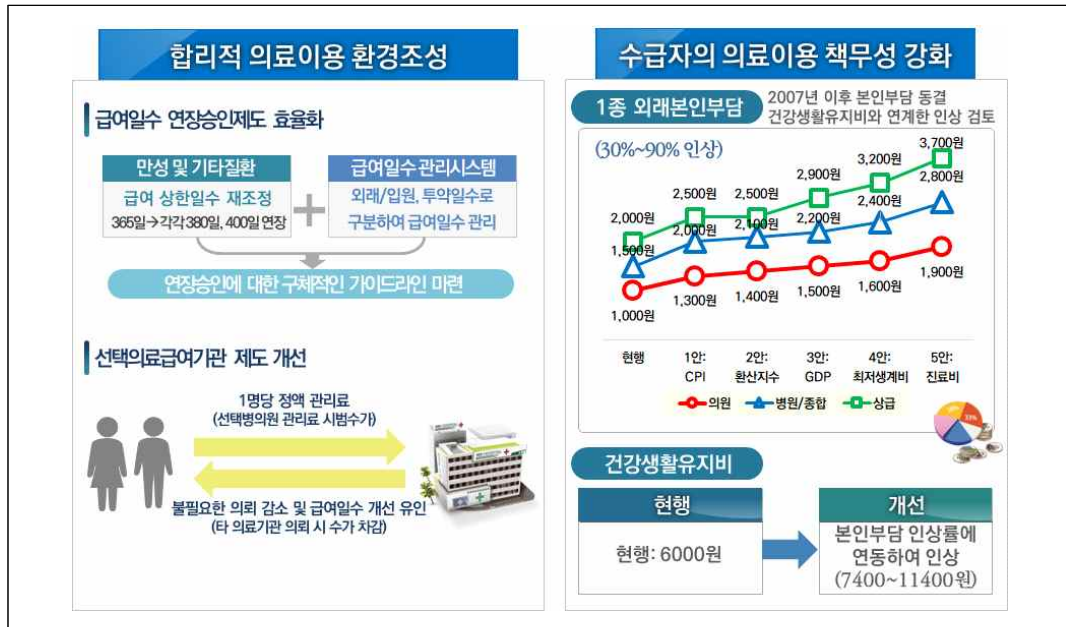 합리적 의료이용 환경조성
급여일수 연장승인제도 효율화
만성 및 기타질환
급여 상한일수 재조정
365일→각각 380일, 400일 연장
급여일수 관리시스템
외래/입원, 투약일수로
구분하여 급여일수 관리
연장승인에 대한 구체적인 가이드라인 마련
선택의료급여기관 제도 개선
1명당 정액 관리료
(선택병의원 관리료 시범수가)
불필요한 의뢰 감소 및 급여일수 개선 유인
(타 의료기관 의뢰 시 수가 차감)
수급자의 의료이용 책무성 강화
1종 외래본인부담
2007년 이후 본인부담 동결
건강생활유지비와 연계한 인상 검토
(30%~90% 인상)
2,000원 2,500원 2,500원 2,900원 3,200원 3,700원
1,500원 2,000원 2,100원 2,200원 2,400원 2,800원
1,000원 1,300원 1,400원 1,500원 1,600원 1,900원
현행 1안: 2안: 3안: 4안: 5안:
CPI 환산지수 GDP 최저생계비 진료비
의원 병원/종합 상급
33%
건강생활유지비
현행
현행: 6000원
개선
본인부담 인상률에
연동하여 인상
(7400~11400원)